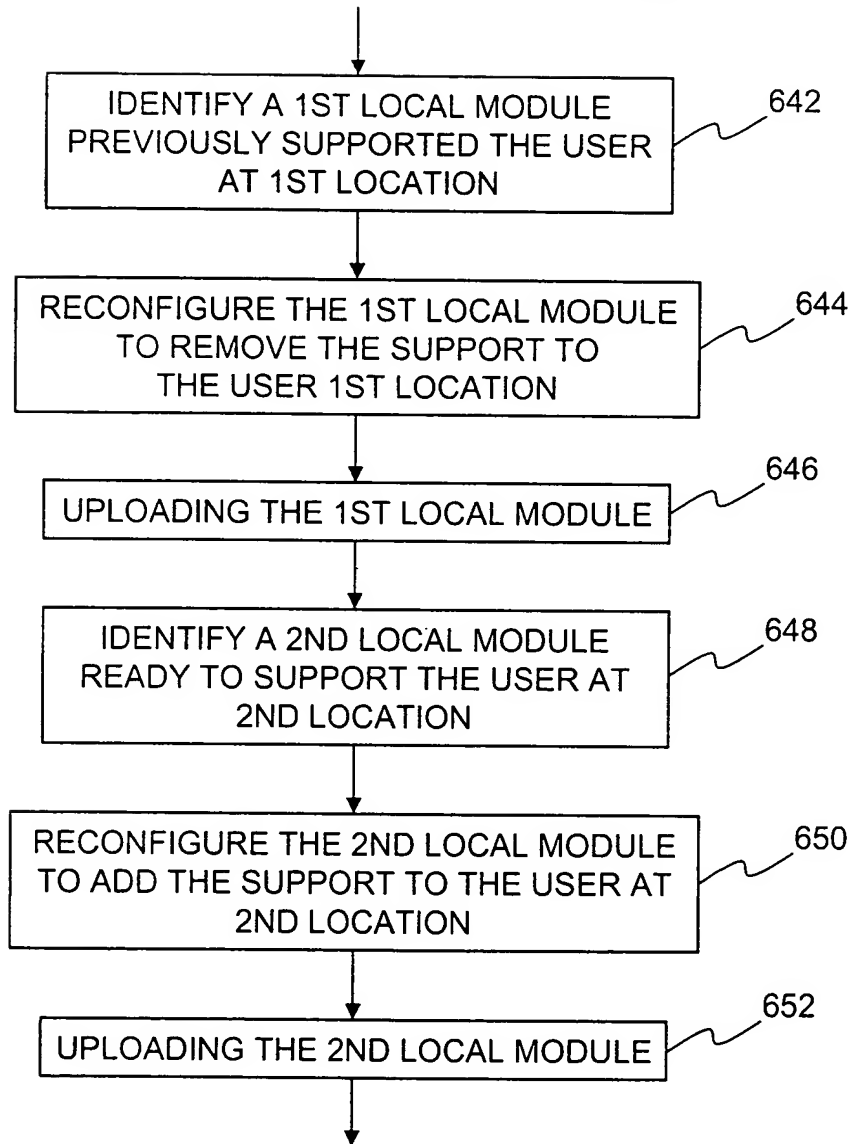 IDENTIFY A 1ST LOCAL MODULE
PREVIOUSLY SUPPORTED THE USER
AT 1ST LOCATION
642
RECONFIGURE THE 1ST LOCAL MODULE
TO REMOVE THE SUPPORT TO
THE USER 1ST LOCATION
644
UPLOADING THE 1ST LOCAL MODULE
646
IDENTIFY A 2ND LOCAL MODULE
READY TO SUPPORT THE USER AT
2ND LOCATION
648
RECONFIGURE THE 2ND LOCAL MODULE
TO ADD THE SUPPORT TO THE USER AT
2ND LOCATION
650
UPLOADING THE 2ND LOCAL MODULE
652